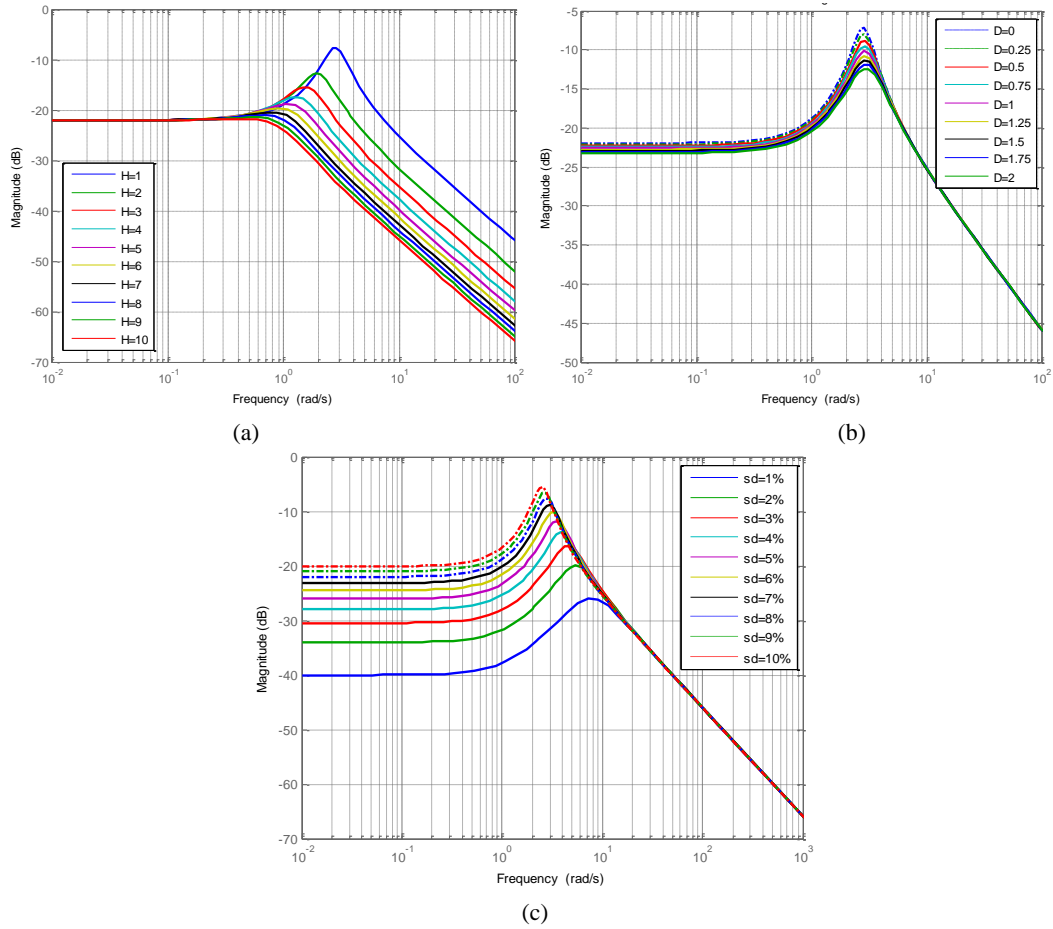 0
-10
-20
-30
-40
-50
-60
-70
Magnitude (dB)
H=1
H=2
H=3
H=4
H=5
H=6
H=7
H=8
H=9
H=10
10^-2
10^-1
10^0
10^1
10^2
Frequency (rad/s)
(a)
-5
-10
-15
-20
-25
-30
-35
-40
-45
-50
Magnitude (dB)
D=0
D=0.25
D=0.5
D=0.75
D=1
D=1.25
D=1.5
D=1.75
D=2
10^-2
10^-1
10^0
10^1
10^2
Frequency (rad/s)
(b)
0
-10
-20
-30
-40
-50
-60
-70
Magnitude (dB)
sd=1%
sd=2%
sd=3%
sd=4%
sd=5%
sd=6%
sd=7%
sd=8%
sd=9%
sd=10%
10^-2
10^-1
10^0
10^1
10^2
10^3
Frequency (rad/s)
(c)